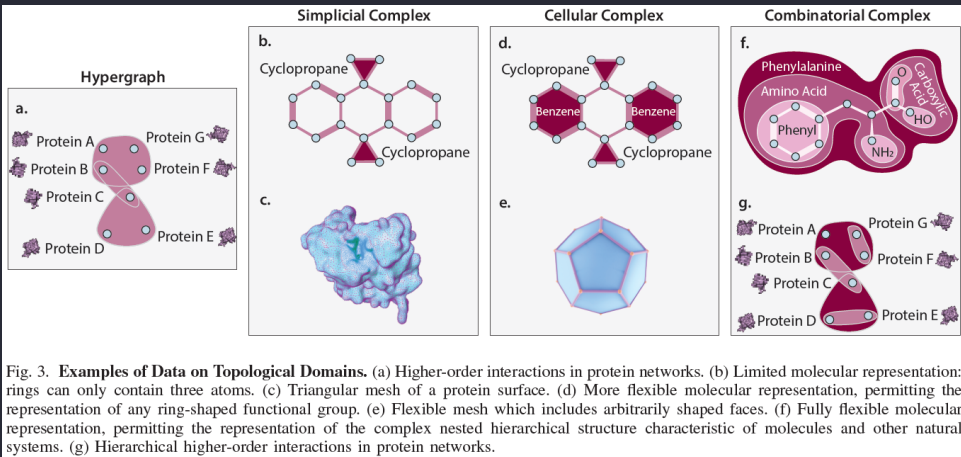 Hypergraph
a.
Protein A
Protein G
Protein B
Protein F
Protein C
Protein D
Protein E
Simplicial Complex
b.
Cyclopropane
Cyclopropane
c.
Cellular Complex
d.
Cyclopropane
Benzene
Benzene
Cyclopropane
e.
Combinatorial Complex
f.
Phenylalanine
Amino Acid
Phenyl
Carboxylic
Acid
O
HO
NH₂
g.
Protein A
Protein G
Protein B
Protein F
Protein C
Protein D
Protein E
Fig. 3. Examples of Data on Topological Domains. (a) Higher-order interactions in protein networks. (b) Limited molecular representation:
rings can only contain three atoms. (c) Triangular mesh of a protein surface. (d) More flexible molecular representation, permitting the
representation of any ring-shaped functional group. (e) Flexible mesh which includes arbitrarily shaped faces. (f) Fully flexible molecular
representation, permitting the representation of the complex nested hierarchical structure characteristic of molecules and other natural
systems. (g) Hierarchical higher-order interactions in protein networks.